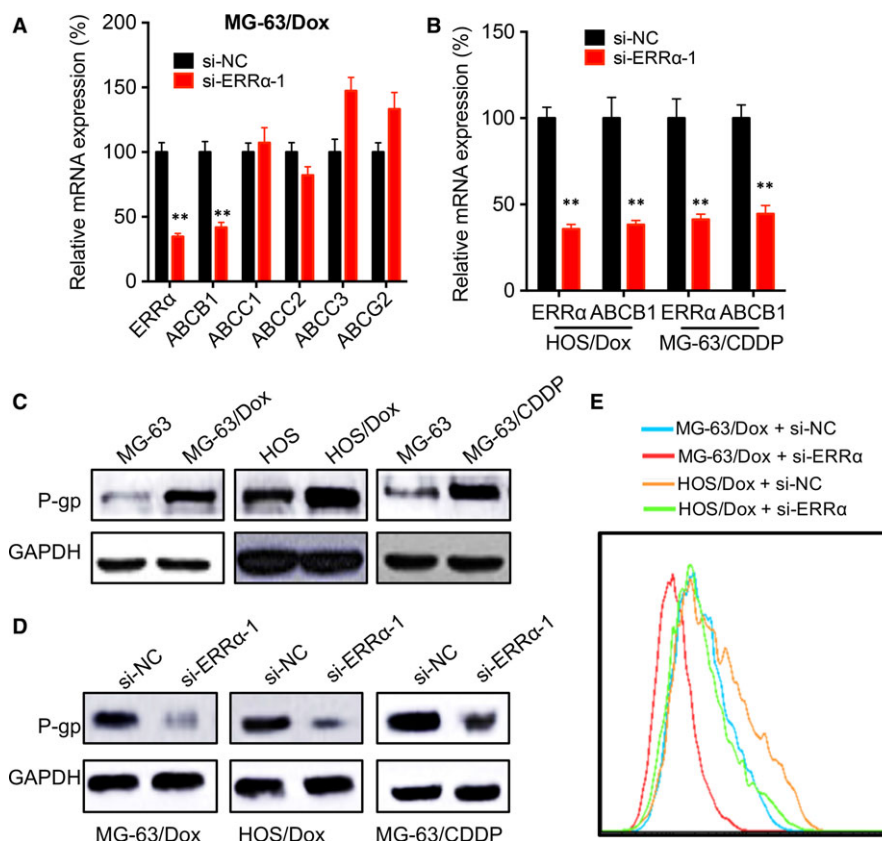 A
MG-63/Dox
si-NC
si-ERRα-1
Relative mRNA expression (%)
200
150
100
50
0
**
**
ERRα
ABCB1
ABCC1
ABCC2
ABCC3
ABCG2
B
si-NC
si-ERRα-1
Relative mRNA expression (%)
150
100
50
0
**
**
**
**
ERRα ABCB1 ERRα ABCB1
HOS/Dox MG-63/CDDP
C
MG-63 MG-63/Dox HOS HOS/Dox MG-63 MG-63/CDDP
P-gp
GAPDH
D
si-NC si-ERRα-1 si-NC si-ERRα-1 si-NC si-ERRα-1
P-gp
GAPDH
MG-63/Dox HOS/Dox MG-63/CDDP
E
MG-63/Dox + si-NC
MG-63/Dox + si-ERRα
HOS/Dox + si-NC
HOS/Dox + si-ERRα